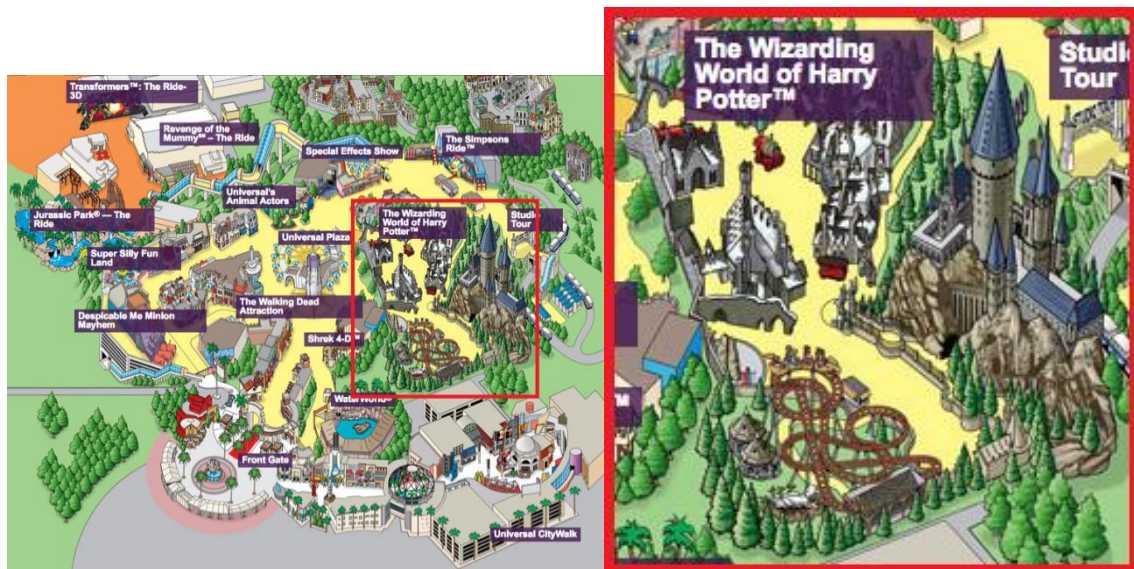 Transformers™: The Ride-
3D
Revenge of the
Mummy℠ – The Ride
Special Effects Show
The Simpsons
Ride™
Universal's
Animal Actors
Jurassic Park® — The
Ride
Super Silly Fun
Land
Universal Plaza
The Wizarding
World of Harry
Potter™
Studio
Tour
The Walking Dead
Attraction
Despicable Me Minion
Mayhem
Shrek 4-D™
WaterWorld®
Front Gate
Universal CityWalk
The Wizarding
World of Harry
Potter™
Studi
Tour
™